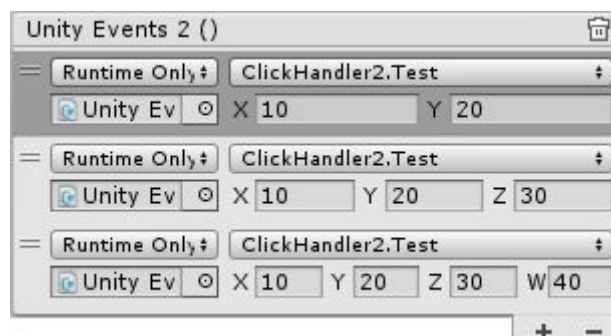 Unity Events 2 ()
Runtime Only ClickHandler2.Test
Unity Ev X 10 Y 20
Runtime Only ClickHandler2.Test
Unity Ev X 10 Y 20 Z 30
Runtime Only ClickHandler2.Test
Unity Ev X 10 Y 20 Z 30 W 40
+ -